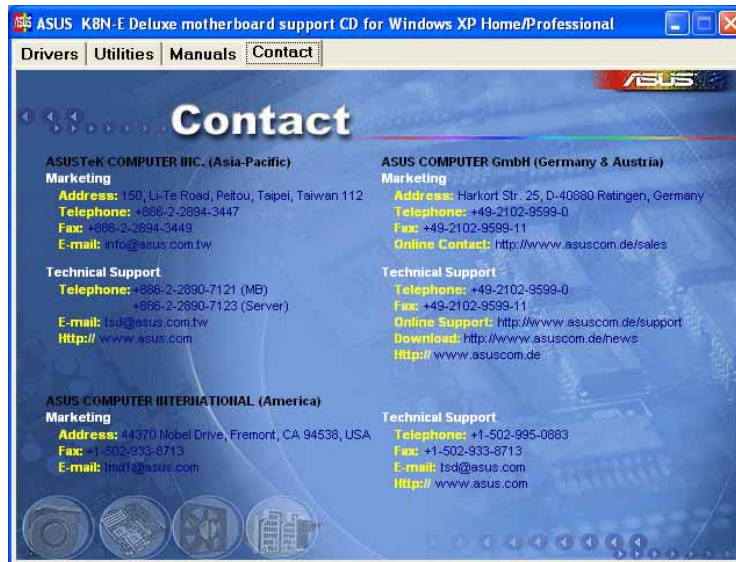 ASUS K8N-E Deluxe motherboard support CD for Windows XP Home/Professional
Drivers Utilities Manuals Contact
ASUS
Contact
ASUSTeK COMPUTER INC. (Asia-Pacific)
Marketing
Address: 150, Li-Te Road, Peitou, Taipei, Taiwan 112
Telephone: +886-2-2894-3447
Fax: +886-2-2894-3449
E-mail: info@asus.com.tw
Technical Support
Telephone: +886-2-2890-7121 (MB)
+886-2-2890-7123 (Server)
E-mail: tsd@asus.com.tw
Http:// www.asus.com
ASUS COMPUTER GmbH (Germany & Austria)
Marketing
Address: Harkort Str. 25, D-40880 Ratingen, Germany
Telephone: +49-2102-9599-0
Fax: +49-2102-9599-11
Online Contact: http://www.asuscom.de/sales
Technical Support
Telephone: +49-2102-9599-0
Fax: +49-2102-9599-11
Online Support: http://www.asuscom.de/support
Download: http://www.asuscom.de/news
Http:// www.asuscom.de
ASUS COMPUTER INTERNATIONAL (America)
Marketing
Address: 44370 Nobel Drive, Fremont, CA 94538, USA
Fax: +1-502-933-8713
E-mail: tmd1@asus.com
Technical Support
Telephone: +1-502-995-0883
Fax: +1-502-933-8713
E-mail: tsd@asus.com
Http:// www.asus.com